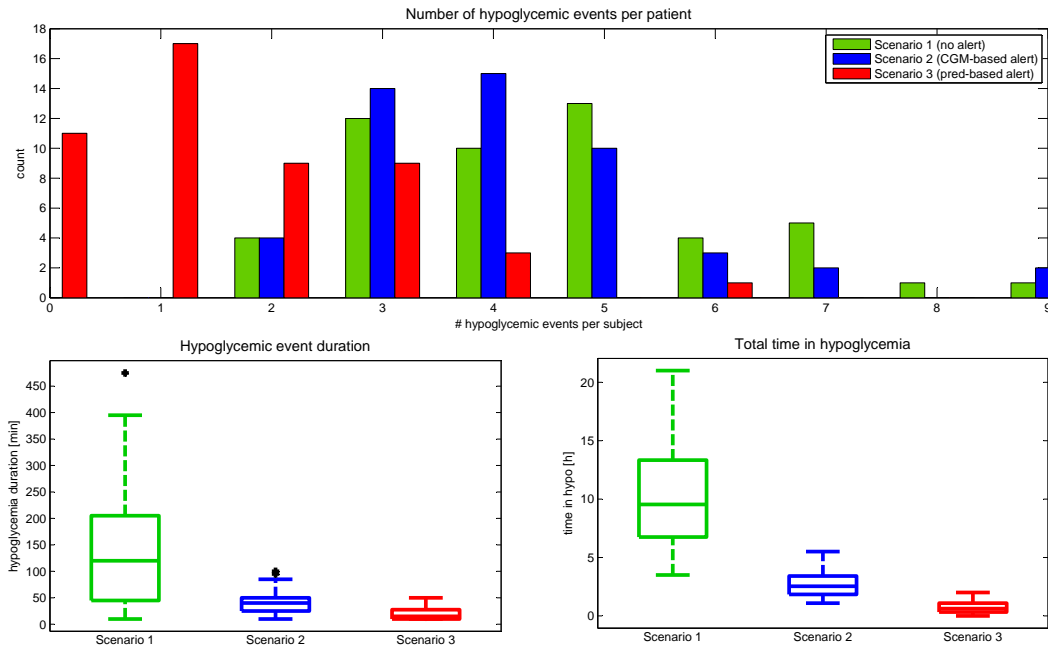 Number of hypoglycemic events per patient
18
16
14
12
10
8
6
4
2
0
count
Scenario 1 (no alert)
Scenario 2 (CGM-based alert)
Scenario 3 (pred-based alert)
0 1 2 3 4 5 6 7 8 9
# hypoglycemic events per subject
Hypoglycemic event duration
450
400
350
300
250
200
150
100
50
0
hypoglycemia duration [min]
Scenario 1 Scenario 2 Scenario 3
Total time in hypoglycemia
20
15
10
5
0
time in hypo [h]
Scenario 1 Scenario 2 Scenario 3